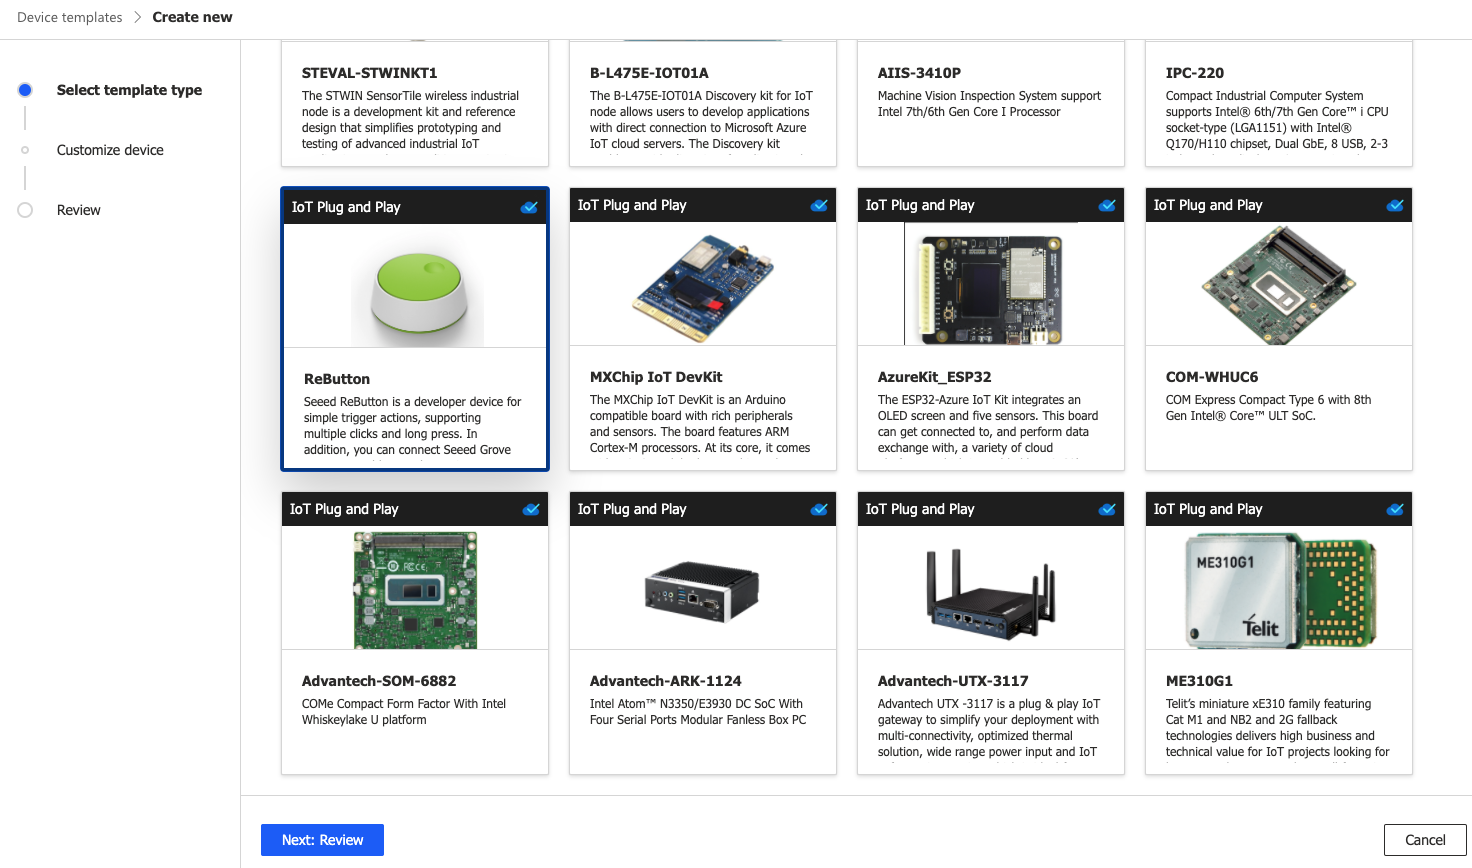 Device templates > Create new
Select template type
Customize device
Review
STEVAL-STWINKT1
The STWIN SensorTile wireless industrial
node is a development kit and reference
design that simplifies prototyping and
testing of advanced industrial IoT
B-L475E-IOT01A
The B-L475E-IOT01A Discovery kit for IoT
node allows users to develop applications
with direct connection to Microsoft Azure
IoT cloud servers. The Discovery kit
AIIS-3410P
Machine Vision Inspection System support
Intel 7th/6th Gen Core I Processor
IPC-220
Compact Industrial Computer System
supports Intel® 6th/7th Gen Core™ i CPU
socket-type (LGA1151) with Intel®
Q170/H110 chipset, Dual GbE, 8 USB, 2-3
IoT Plug and Play
ReButton
Seeed ReButton is a developer device for
simple trigger actions, supporting
multiple clicks and long press. In
addition, you can connect Seeed Grove
IoT Plug and Play
MXChip IoT DevKit
The MXChip IoT DevKit is an Arduino
compatible board with rich peripherals
and sensors. The board features ARM
Cortex-M processors. At its core, it comes
IoT Plug and Play
AzureKit_ESP32
The ESP32-Azure IoT Kit integrates an
OLED screen and five sensors. This board
can get connected to, and perform data
exchange with, a variety of cloud
IoT Plug and Play
COM-WHUC6
COM Express Compact Type 6 with 8th
Gen Intel® Core™ ULT SoC.
IoT Plug and Play
Advantech-SOM-6882
COMe Compact Form Factor With Intel
Whiskeylake U platform
IoT Plug and Play
Advantech-ARK-1124
Intel Atom™ N3350/E3930 DC SoC With
Four Serial Ports Modular Fanless Box PC
IoT Plug and Play
Advantech-UTX-3117
Advantech UTX -3117 is a plug & play IoT
gateway to simplify your deployment with
multi-connectivity, optimized thermal
solution, wide range power input and IoT
IoT Plug and Play
ME310G1
Telit
ME310G1
Telit's miniature xE310 family featuring
Cat M1 and NB2 and 2G fallback
technologies delivers high business and
technical value for IoT projects looking for
Next: Review
Cancel